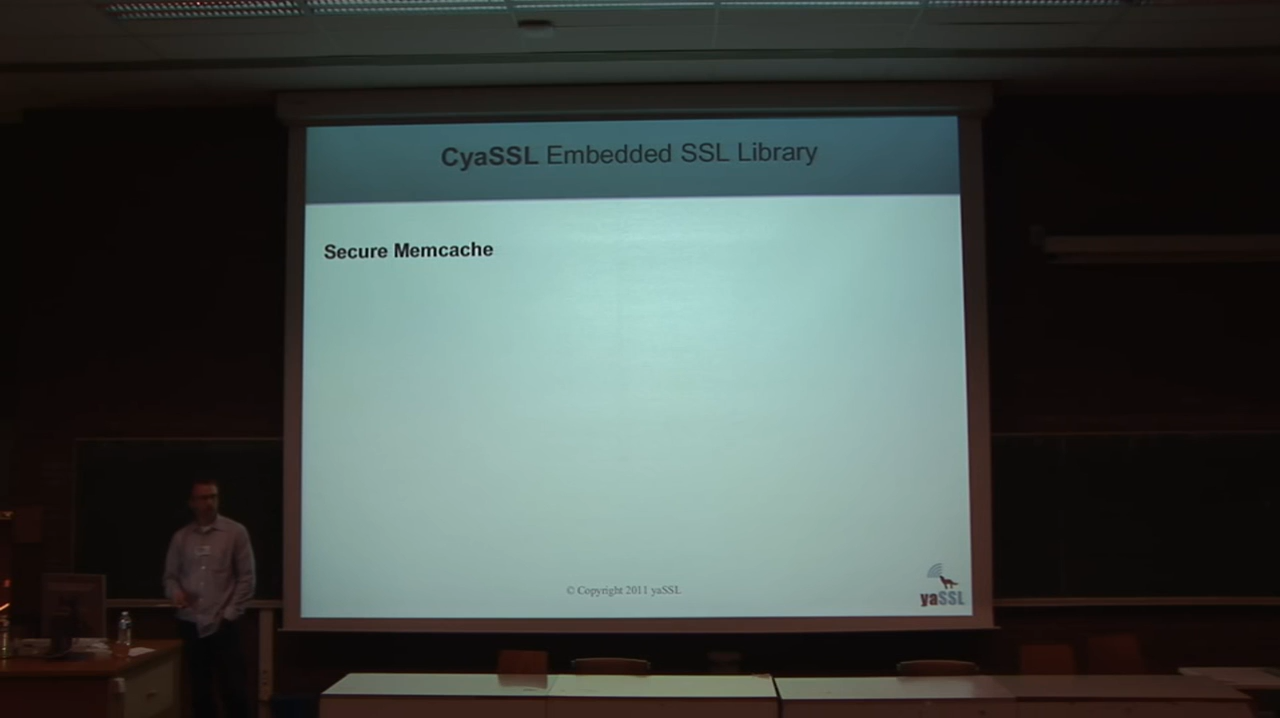 CyaSSL Embedded SSL Library
Secure Memcache
© Copyright 2011 yaSSL
yaSSL